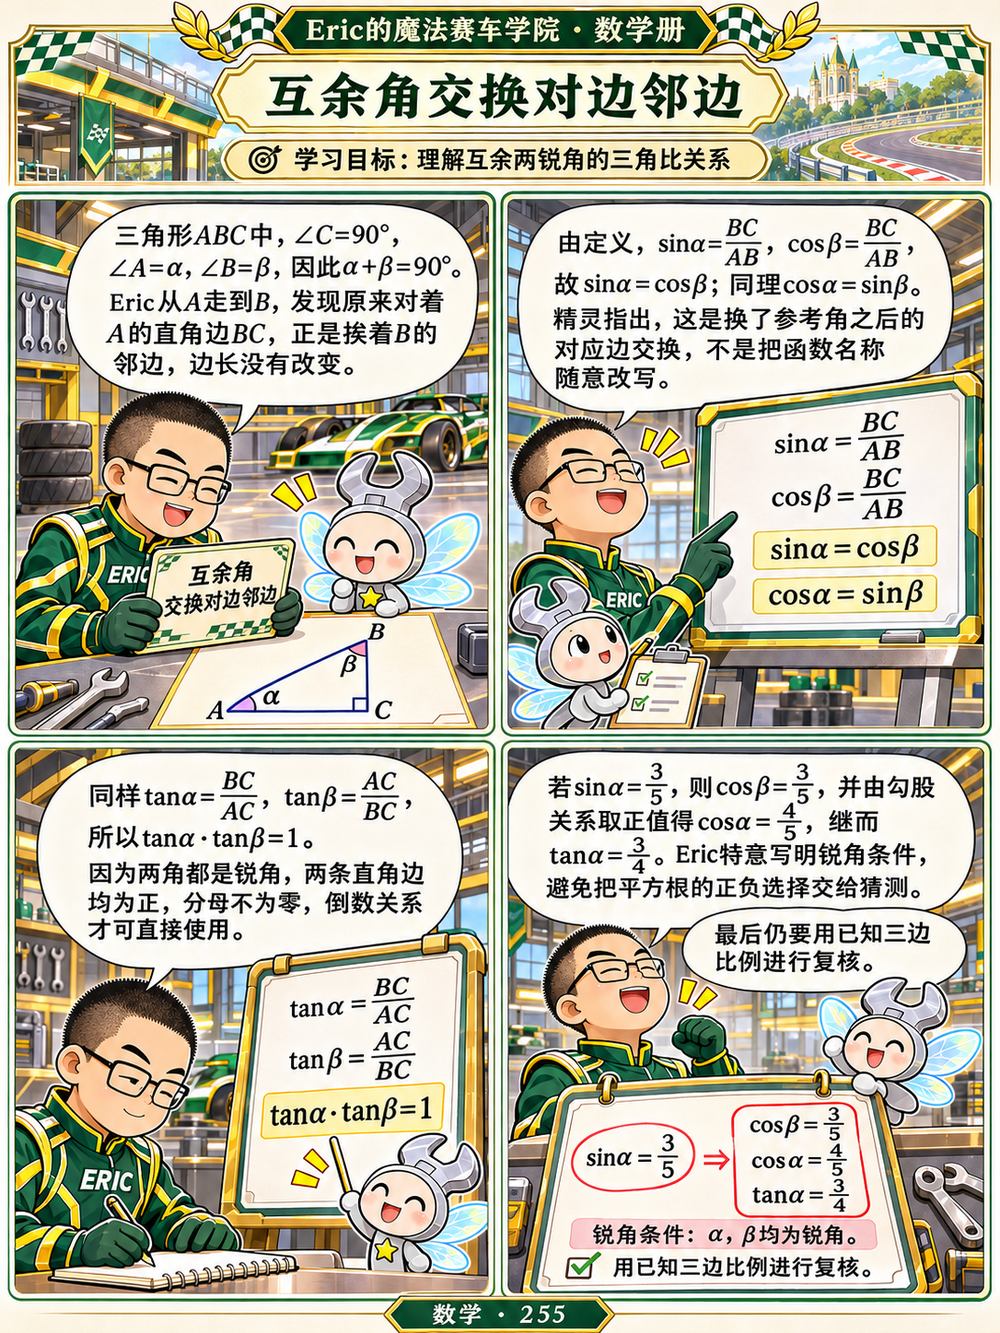 Eric的魔法赛车学院·数学册
互余角交换对边邻边
学习目标：理解互余两锐角的三角比关系
三角形ABC中，∠C=90°，
∠A=α，∠B=β，因此α+β=90°。
Eric从A走到B，发现原来对着
A的直角边BC，正是挨着B的
邻边，边长没有改变。
ERIC
互余角
交换对边邻边
B
β
α
A
C
由定义，sinα=BC/AB，cosβ=BC/AB，
故sinα=cosβ；同理cosα=sinβ。
精灵指出，这是换了参考角之后的
对应边交换，不是把函数名称
随意改写。
sinα=BC/AB
cosβ=BC/AB
sinα=cosβ
cosα=sinβ
ERIC
同样tanα=BC/AC，tanβ=AC/BC，
所以tanα·tanβ=1。
因为两角都是锐角，两条直角边
均为正，分母不为零，倒数关系
才可直接使用。
tanα=BC/AC
tanβ=AC/BC
tanα·tanβ=1
ERIC
若sinα=3/5，则cosβ=3/5，并由勾股
关系取正值得cosα=4/5，继而
tanα=3/4。Eric特意写明锐角条件，
避免把平方根的正负选择交给猜测。
最后仍要用已知三边
比例进行复核。
sinα=3/5
cosβ=3/5
cosα=4/5
tanα=3/4
锐角条件：α，β均为锐角。
用已知三边比例进行复核。
数学·255